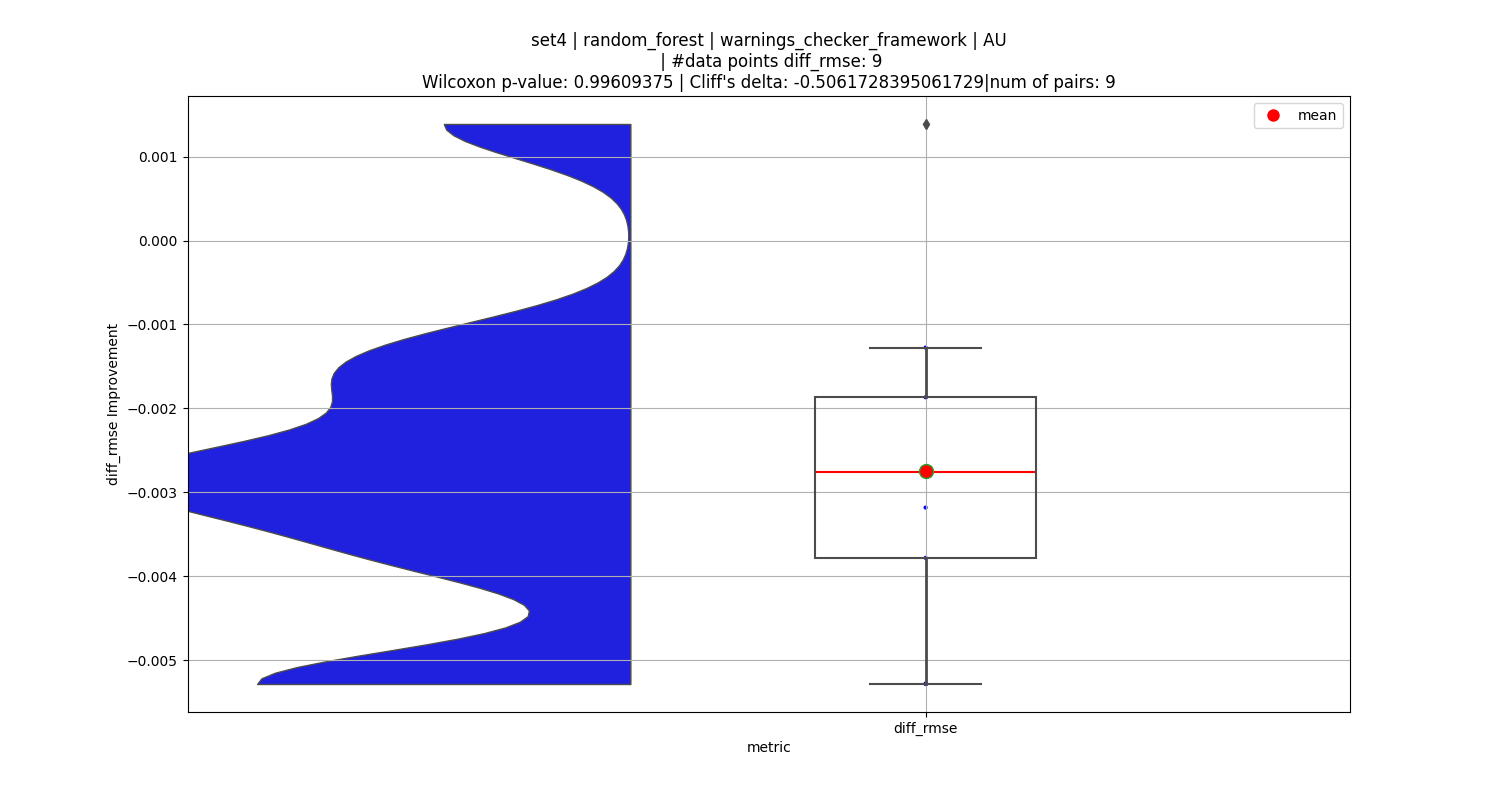 set4 | random_forest | warnings_checker_framework | AU
| #data points diff_rmse: 9
Wilcoxon p-value: 0.99609375 | Cliff's delta: -0.5061728395061729|num of pairs: 9
mean
0.001
0.000
−0.001
−0.002
−0.003
−0.004
−0.005
diff_rmse Improvement
diff_rmse
metric